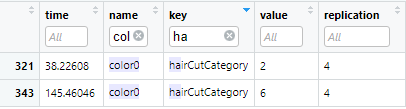 time name key value replication
All col ha All All
321 38.22608 color0 hairCutCategory 2 4
343 145.46046 color0 hairCutCategory 6 4